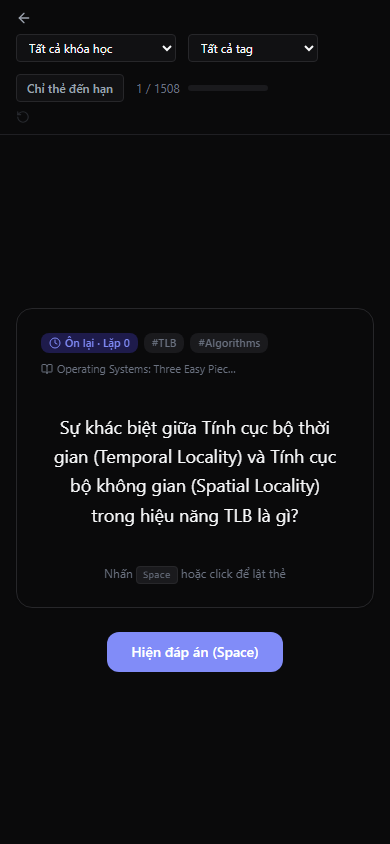 Tất cả khóa học
Tất cả tag
Chỉ thẻ đến hạn
1 / 1508
Ôn lại · Lặp 0
#TLB
#Algorithms
Operating Systems: Three Easy Piec...
Sự khác biệt giữa Tính cục bộ thời
gian (Temporal Locality) và Tính cục
bộ không gian (Spatial Locality)
trong hiệu năng TLB là gì?
Nhấn Space hoặc click để lật thẻ
Hiện đáp án (Space)